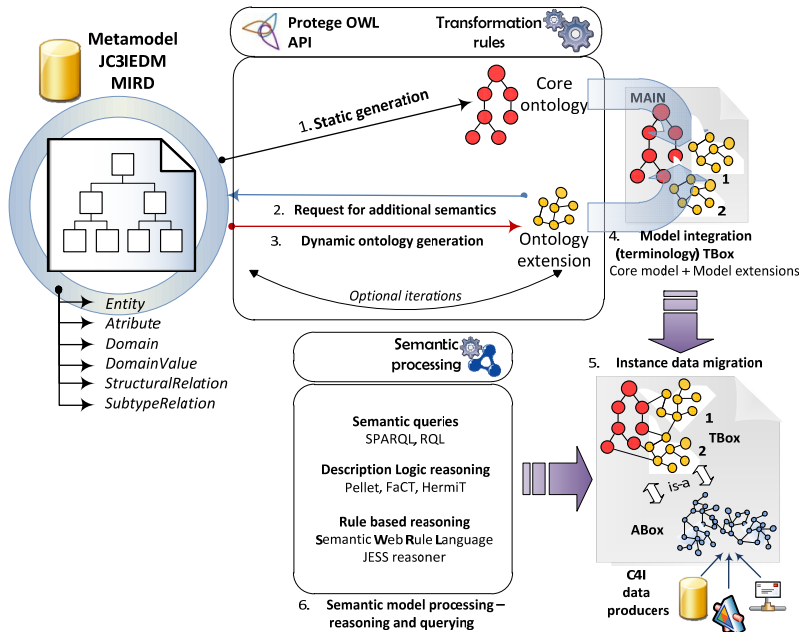 Metamodel
JC3IEDM
MIRD
Protege OWL
API
Transformation
rules
1. Static generation
Core
ontology
MAIN
1
2
2. Request for additional semantics
3. Dynamic ontology generation
Ontology
extension
Optional iterations
4. Model integration
(terminology) TBox
Core model + Model extensions
Entity
Atribute
Domain
DomainValue
StructuralRelation
SubtypeRelation
Semantic
processing
Semantic queries
SPARQL, RQL
Description Logic reasoning
Pellet, FaCT, HermiT
Rule based reasoning
Semantic Web Rule Language
JESS reasoner
6. Semantic model processing –
reasoning and querying
5. Instance data migration
1
TBox
2
is-a
ABox
C4I
data
producers